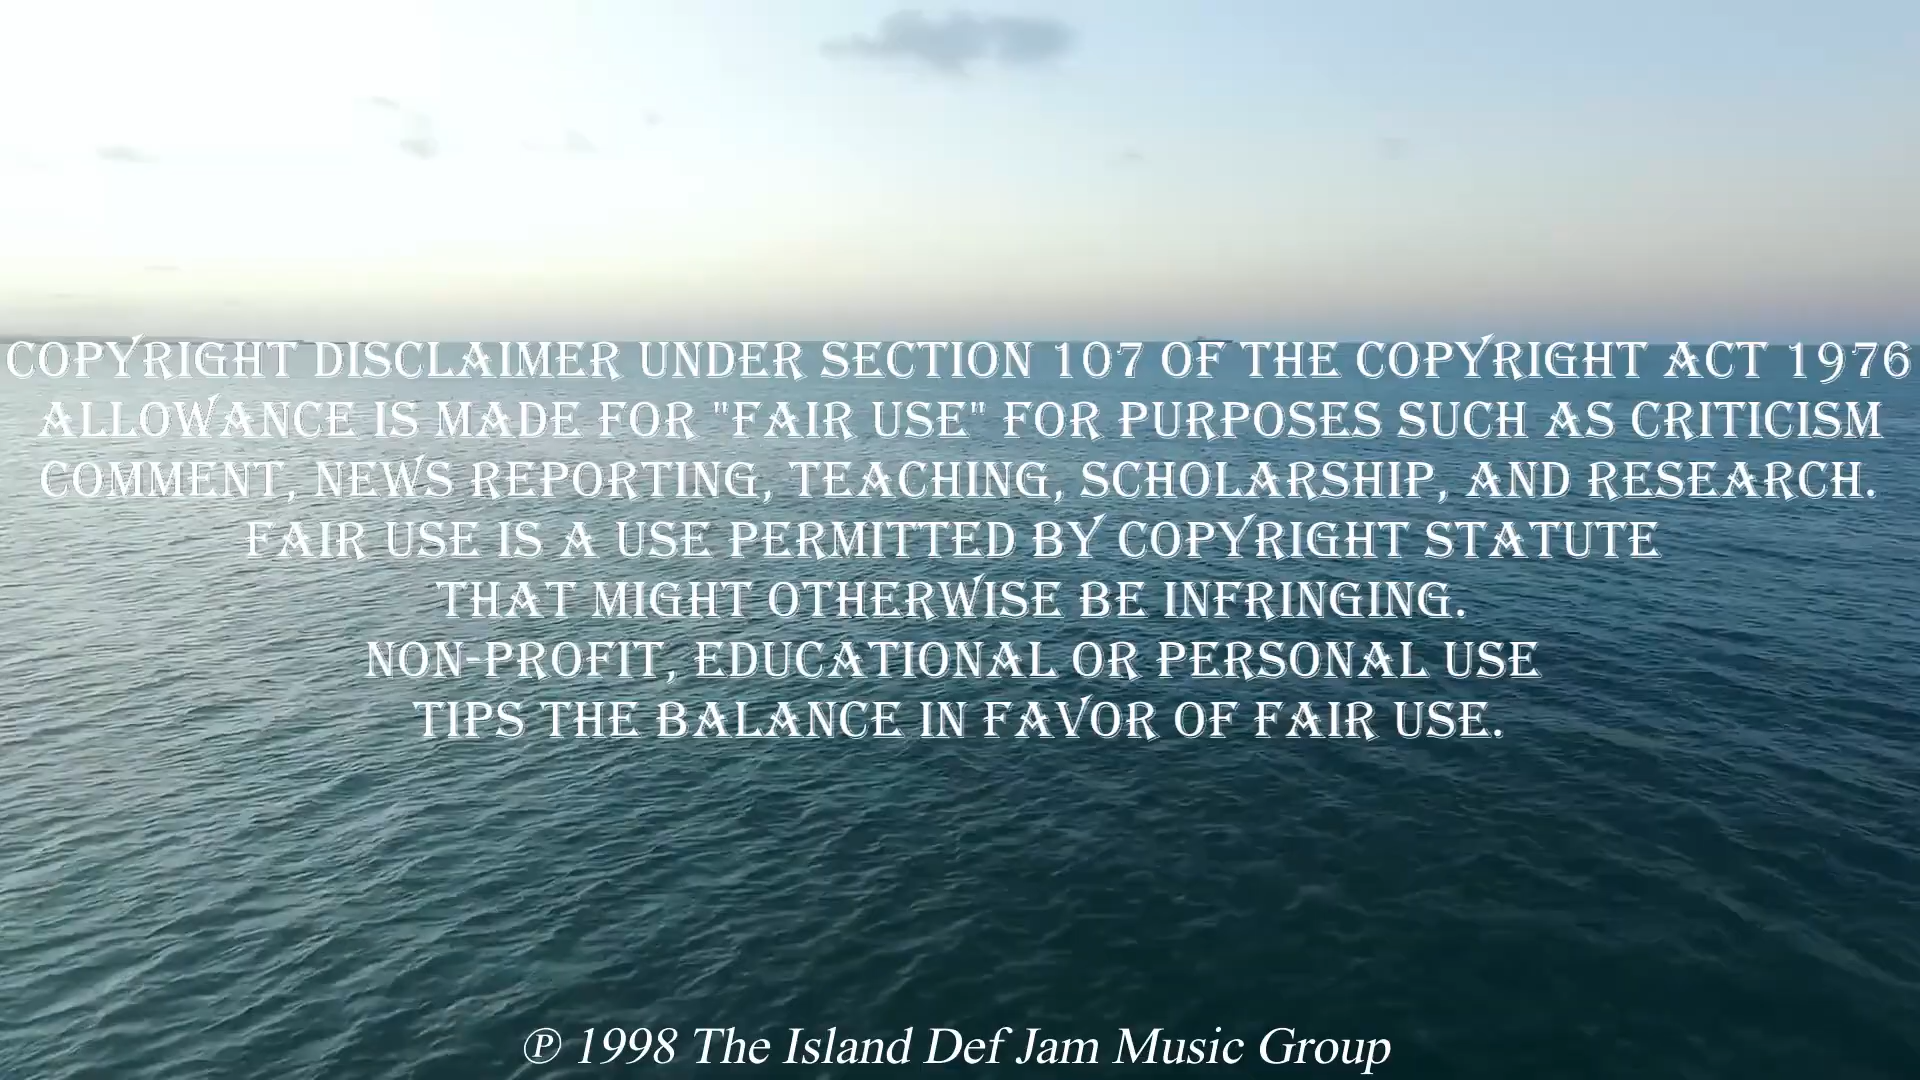 COPYRIGHT DISCLAIMER UNDER SECTION 107 OF THE COPYRIGHT ACT 1976
ALLOWANCE IS MADE FOR "FAIR USE" FOR PURPOSES SUCH AS CRITICISM
COMMENT, NEWS REPORTING, TEACHING, SCHOLARSHIP, AND RESEARCH.
FAIR USE IS A USE PERMITTED BY COPYRIGHT STATUTE
THAT MIGHT OTHERWISE BE INFRINGING.
NON-PROFIT, EDUCATIONAL OR PERSONAL USE
TIPS THE BALANCE IN FAVOR OF FAIR USE.
℗ 1998 The Island Def Jam Music Group